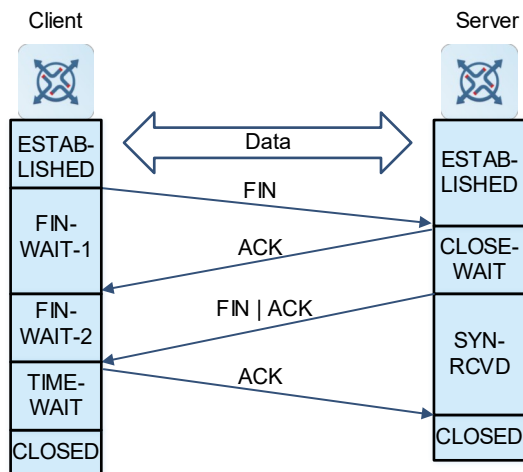 Client
Server
ESTAB-
LISHED
Data
ESTAB-
LISHED
FIN
FIN-
WAIT-1
ACK
CLOSE-
WAIT
FIN | ACK
FIN-
WAIT-2
SYN-
RCVD
TIME-
WAIT
ACK
CLOSED
CLOSED